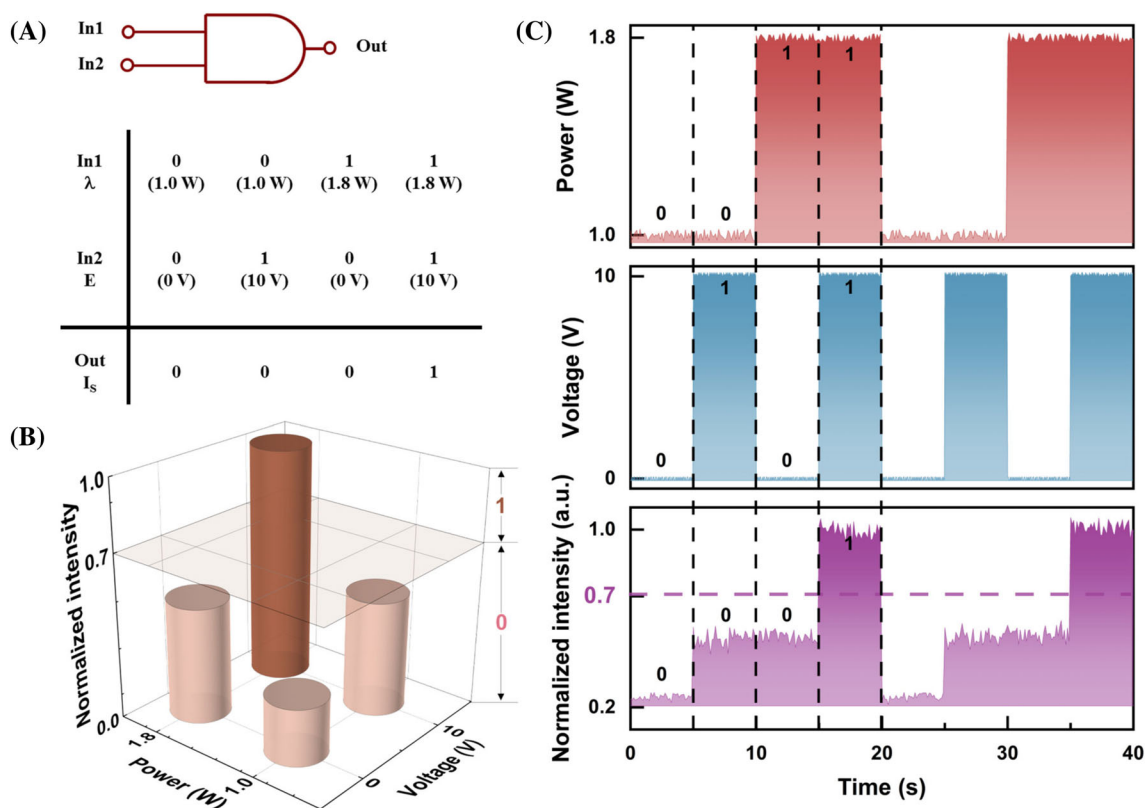 (A)
In1
In2
Out
In1 0 0 1 1
λ (1.0 W) (1.0 W) (1.8 W) (1.8 W)
In2 0 1 0 1
E (0 V) (10 V) (0 V) (10 V)
Out
I_S 0 0 0 1
(B)
Normalized intensity
1.0
0.7
0.0
1
0
1.8
1.0
Power (W)
0
10
Voltage (V)
(C)
Power (W)
1.8
1.0
0 0 1 1
Voltage (V)
10
0
0 1 0 1
Normalized intensity (a.u.)
1.0
0.7
0.2
0 0 0 1
0 10 20 30 40
Time (s)